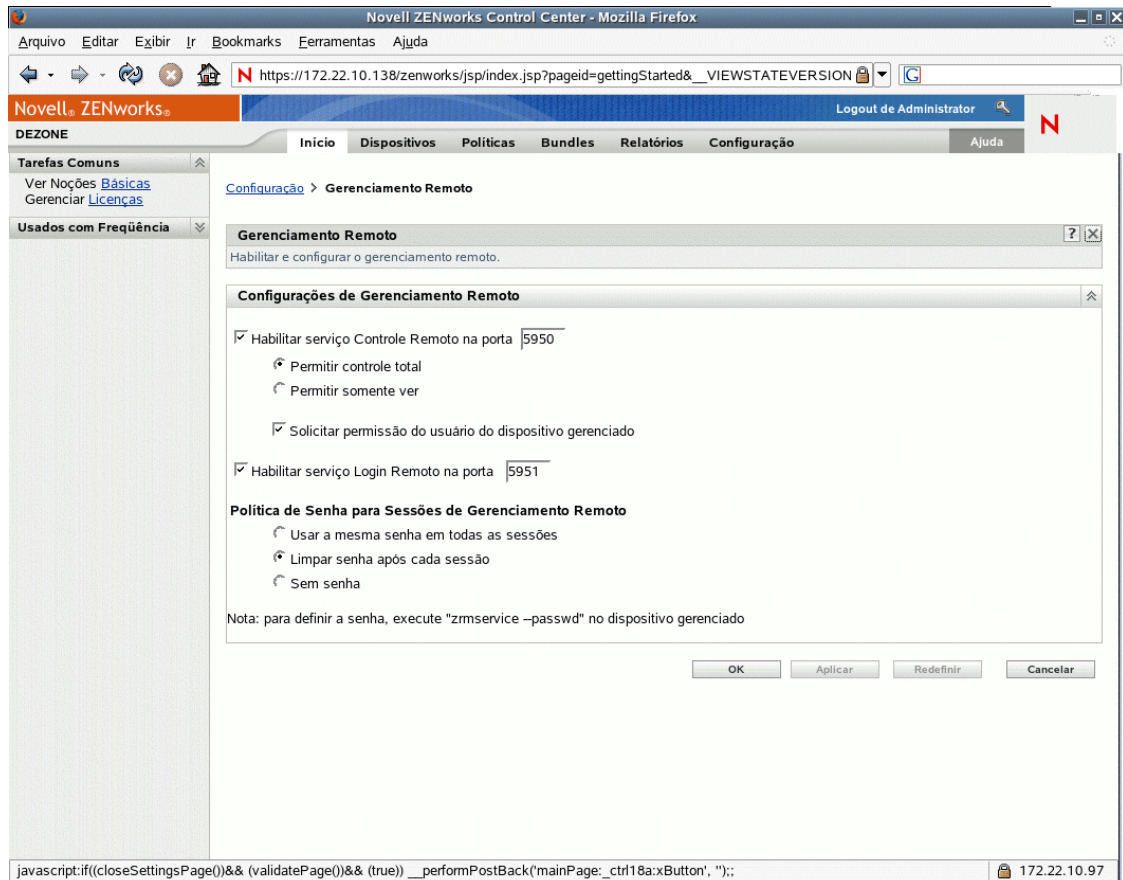 Novell ZENworks Control Center - Mozilla Firefox
Arquivo Editar Exibir Ir Bookmarks Ferramentas Ajuda
N https://172.22.10.138/zenworks/jsp/index.jsp?pageid=gettingStarted&__VIEWSTATEVERSION G
Novell® ZENworks® Logout de Administrator N
DEZONE Início Dispositivos Políticas Bundles Relatórios Configuração Ajuda
Tarefas Comuns
Ver Noções Básicas
Gerenciar Licenças
Usados com Freqüência
Configuração > Gerenciamento Remoto
Gerenciamento Remoto ?
Habilitar e configurar o gerenciamento remoto.
Configurações de Gerenciamento Remoto
Habilitar serviço Controle Remoto na porta 5950
Permitir controle total
Permitir somente ver
Solicitar permissão do usuário do dispositivo gerenciado
Habilitar serviço Login Remoto na porta 5951
Política de Senha para Sessões de Gerenciamento Remoto
Usar a mesma senha em todas as sessões
Limpar senha após cada sessão
Sem senha
Nota: para definir a senha, execute "zrmservice --passwd" no dispositivo gerenciado
OK Aplicar Redefinir Cancelar
javascript:if((closeSettingsPage())&& (validatePage())&& (true)) __performPostBack('mainPage:_ctrl18a:xButton', '');; 172.22.10.97